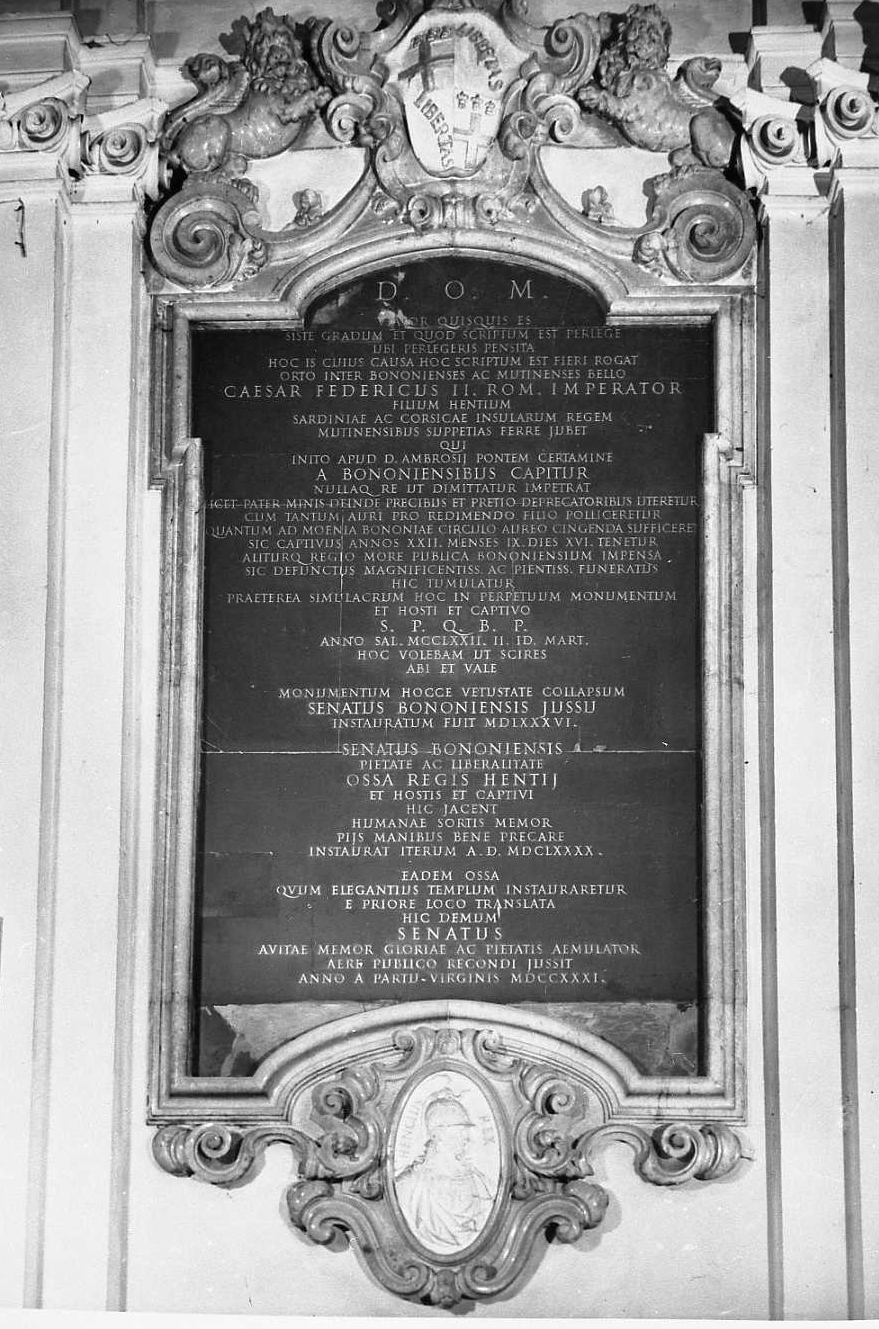 LIBERTAS
LIBERTAS
D. O. M.
QUISQUIS ES
SISTE GRADUM ET QUOD SCRIPTUM EST PERLEGE
UBI PERLEGERIS PENSITA
HOC IS CUIUS CAUSA HOC SCRIPTUM EST FIERI ROGAT
ORTO INTER BONONIENSES AC MUTINENSES BELLO
CAESAR FEDERICUS II. ROM. IMPERATOR
FILIUM HENTIUM
SARDINIAE AC CORSICAE INSULARUM REGEM
MUTINENSIBUS SUPPETIAS FERRE JUBET
QUI
INITO APUD D. AMBROSIJ PONTEM CERTAMINE
A BONONIENSIBUS CAPITUR
NULLAQ. RE UT DIMITTATUR IMPETRAT
ICET PATER MINIS DEINDE PRECIBUS ET PRETIO DEPRECATORIBUS UTERETUR
CUM TANTUM AURI PRO REDIMENDO FILIO POLLICERETUR
QUANTUM AD MOENIA BONONIAE CIRCULO AUREO CINGENDA SUFFICERET
SIC CAPTIVUS ANNOS XXII. MENSES IX. DIES XVI. TENETUR
ALITURQ. REGIO MORE PUBLICA BONONIENSIUM IMPENSA
SIC DEFUNCTUS MAGNIFICENTISS. AC PIENTISS. FUNERATUS
HIC TUMULATUR
PRAETEREA SIMULACRUM HOC IN PERPETUUM MONUMENTUM
ET HOSTI ET CAPTIVO
S. P. Q. B. P.
ANNO SAL. MCCLXXII. II. ID. MART.
HOC VOLEBAM UT SCIRES
ABI ET VALE
MONUMENTUM HOCCE VETUSTATE COLLAPSUM
SENATUS BONONIENSIS JUSSU
INSTAURATUM FUIT MDLXXXVI.
SENATUS BONONIENSIS
PIETATE AC LIBERALITATE
OSSA REGIS HENTIJ
ET HOSTIS ET CAPTIVI
HIC JACENT
HUMANAE SORTIS MEMOR
PIJS MANIBUS BENE PRECARE
INSTAURAT. ITERUM A.D. MDCLXXXX.
EADEM OSSA
QVUM ELEGANTIUS TEMPLUM INSTAURARETUR
E PRIORE LOCO TRANSLATA
HIC DEMUM
SENATUS
AVITAE MEMOR GLORIAE AC PIETATIS AEMULATOR
AERE PUBLICO RECONDI JUSSIT
ANNO A PARTU VIRGINIS MDCCXXXI.